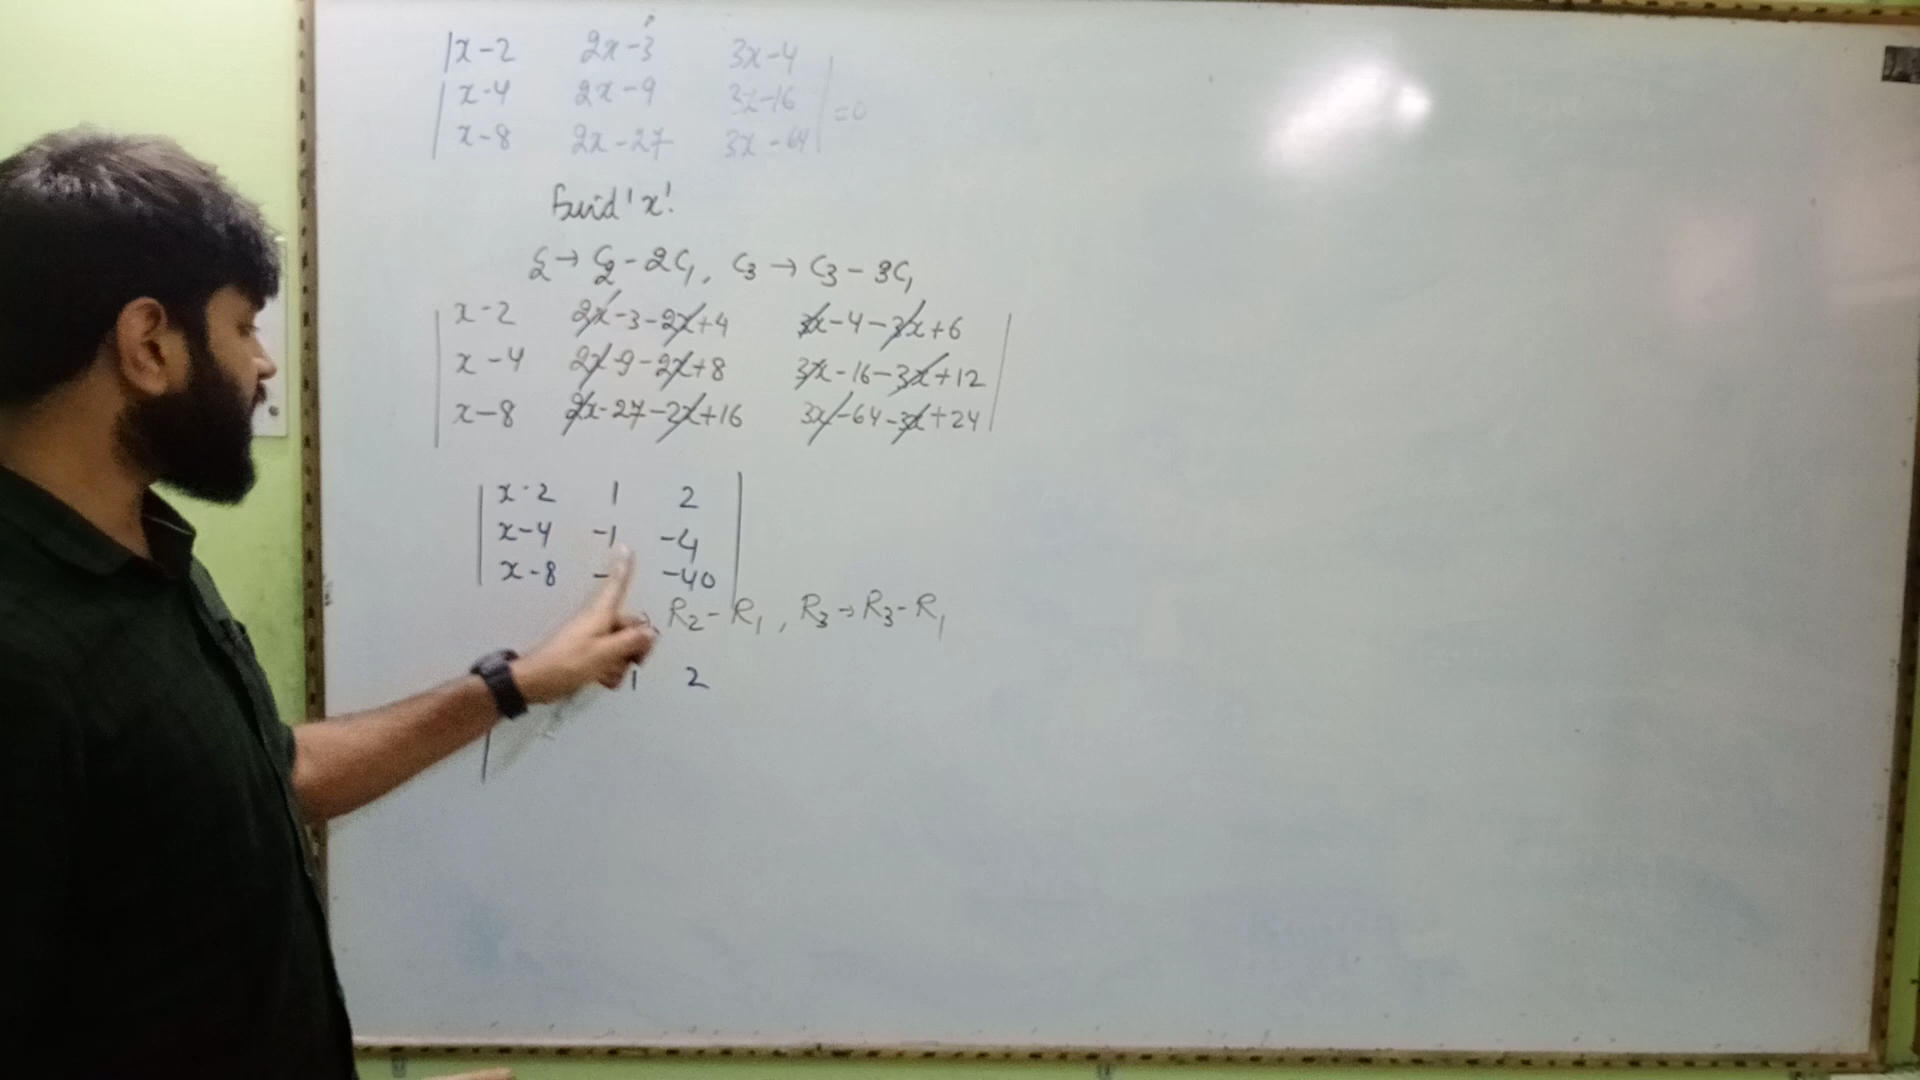 |x-2 2x-3 3x-4|
|x-4 2x-9 3x-16| =0
|x-8 2x-27 3x-64|
find 'x'.
C2 → C2 - 2C1, C3 → C3 - 3C1
|x-2 2x-3-2x+4 3x-4-3x+6|
|x-4 2x-9-2x+8 3x-16-3x+12|
|x-8 2x-27-2x+16 3x-64-3x+24|
|x-2 1 2|
|x-4 -1 -4|
|x-8 - -40|
→ R2-R1, R3 → R3-R1
| 1 2